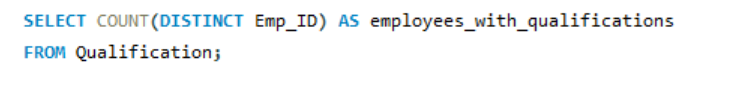 SELECT COUNT(DISTINCT Emp_ID) AS employees_with_qualifications
FROM Qualification;